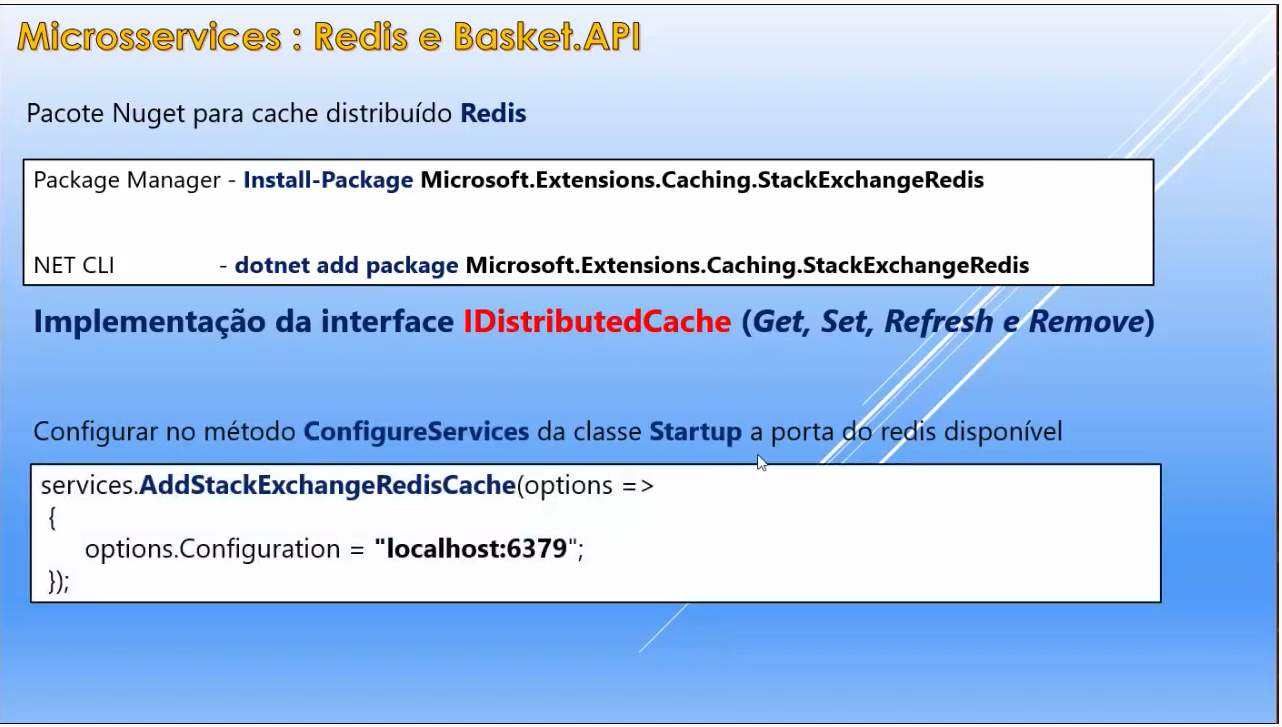 Microsservices : Redis e Basket.API
Pacote Nuget para cache distribuído Redis
Package Manager - Install-Package Microsoft.Extensions.Caching.StackExchangeRedis
NET CLI - dotnet add package Microsoft.Extensions.Caching.StackExchangeRedis
Implementação da interface IDistributedCache (Get, Set, Refresh e Remove)
Configurar no método ConfigureServices da classe Startup a porta do redis disponível
services.AddStackExchangeRedisCache(options =>
{
options.Configuration = "localhost:6379";
});